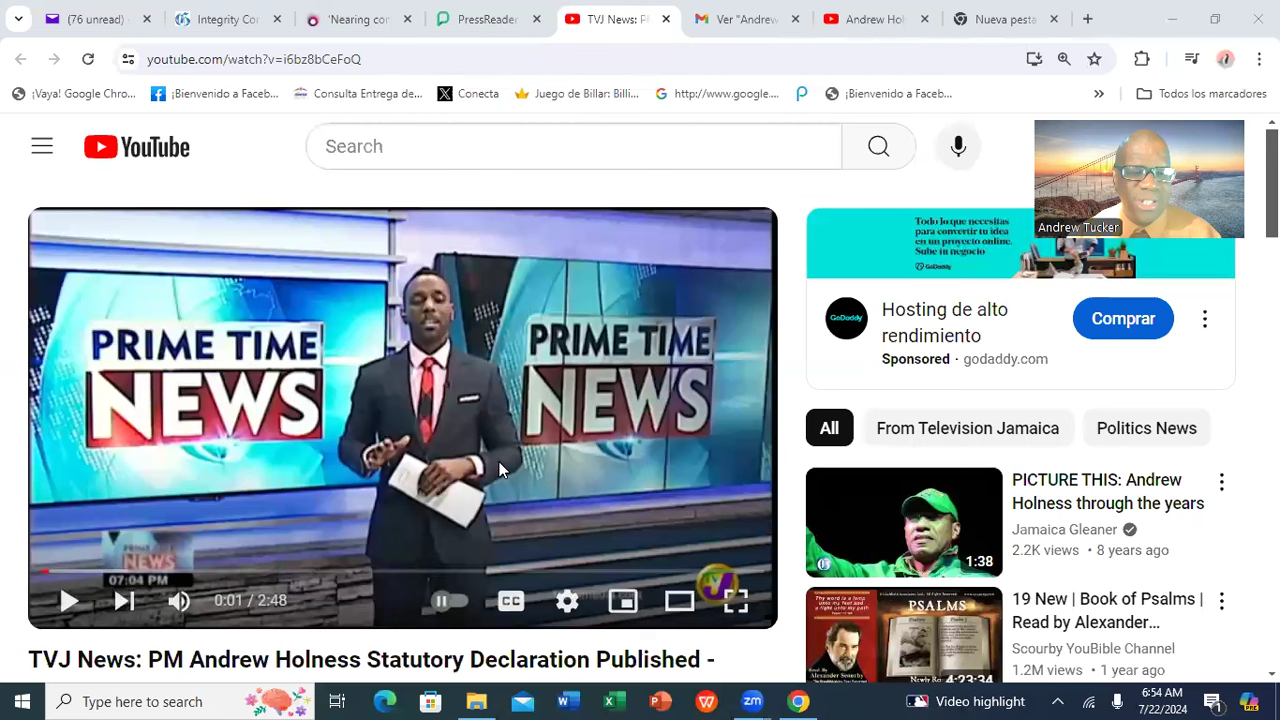 (76 unread)
Integrity Cor
'Nearing cor
PressReader
TVJ News: P
Ver "Andrew
Andrew Hol
Nueva pesta
youtube.com/watch?v=i6bz8bCeFoQ
¡Vaya! Google Chro...
¡Bienvenido a Faceb...
Consulta Entrega de...
Conecta
Juego de Billar: Billi...
http://www.google....
¡Bienvenido a Faceb...
Todos los marcadores
YouTube
Search
Andrew Tucker
PRIME TIME
NEWS
PRIME TIME
NEWS
NEWS
07:04 PM
0:01 / 2:48
CC
TVJ News: PM Andrew Holness Statutory Declaration Published -
Todo lo que necesitas
para convertir tu idea
en un proyecto online.
Sube tu negocio
GoDaddy
GoDaddy
Hosting de alto
rendimiento
Sponsored · godaddy.com
Comprar
All
From Television Jamaica
Politics News
1:38
PICTURE THIS: Andrew
Holness through the years
Jamaica Gleaner
2.2K views • 8 years ago
PSALMS
4:23:34
19 New | Book of Psalms |
Read by Alexander...
Scourby YouBible Channel
1.2M views • 1 year ago
Type here to search
Video highlight
6:54 AM
7/22/2024